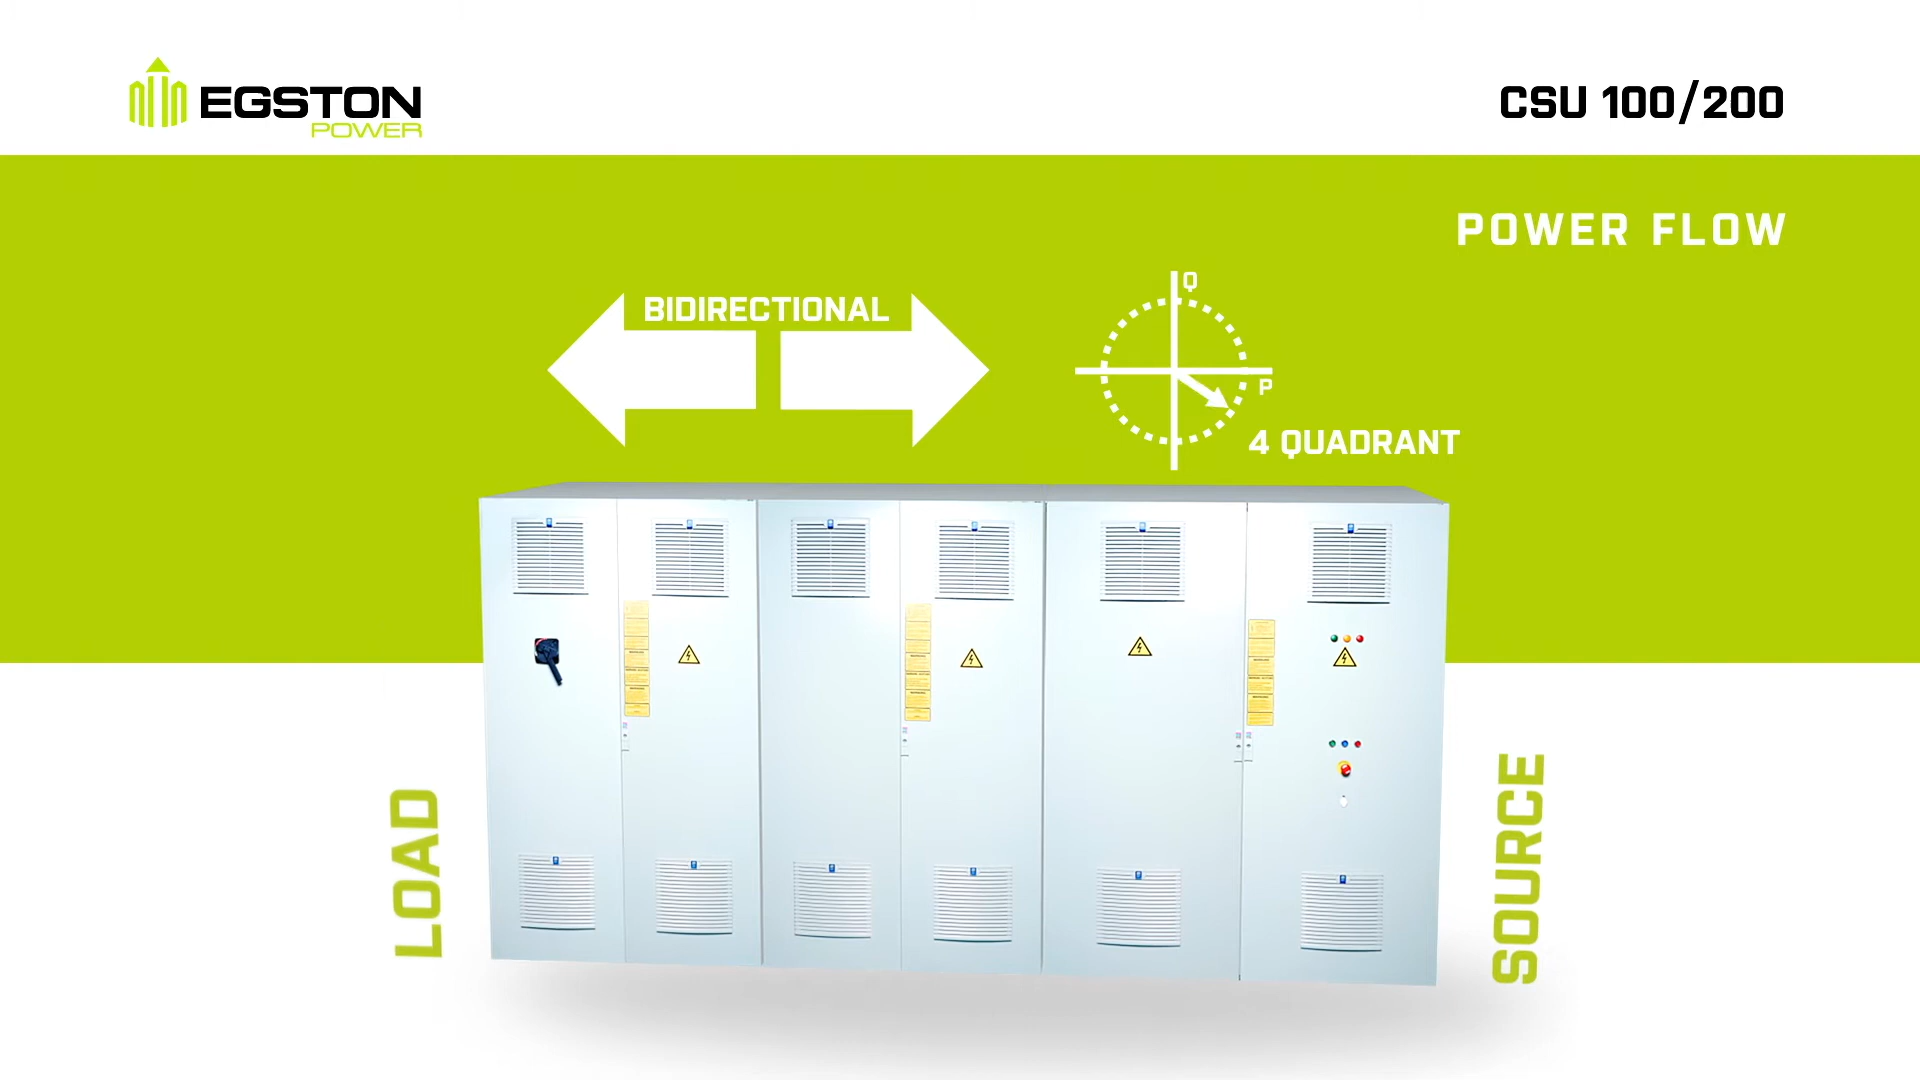 EGSTON
POWER
CSU 100/200
POWER FLOW
BIDIRECTIONAL
Q
P
4 QUADRANT
LOAD
SOURCE